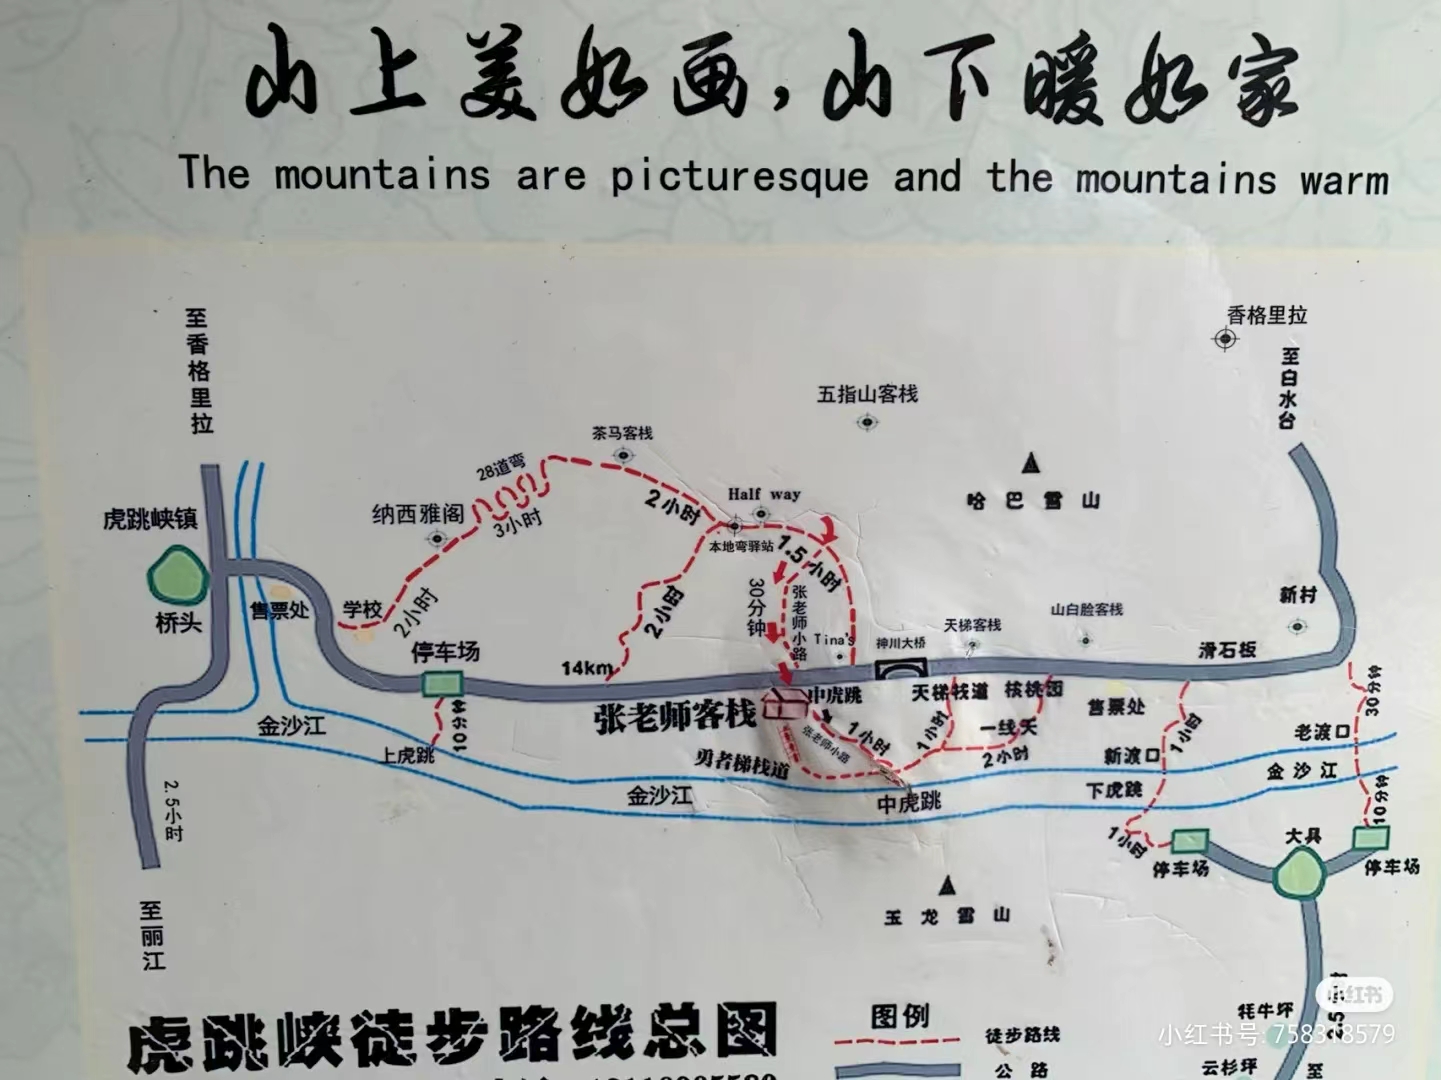 山上美如画，山下暖如家
The mountains are picturesque and the mountains warm
至香格里拉
香格里拉
至白水台
五指山客栈
茶马客栈
28道弯
3小时
纳西雅阁
2小时
Half way
本地弯驿站
1.5小时
哈巴雪山
虎跳峡镇
桥头
售票处
学校
2小时
停车场
10分钟
上虎跳
14km
2小时
30分钟
张老师小路
Tina's
神川大桥
天梯客栈
山白脸客栈
新村
滑石板
张老师客栈
中虎跳
天梯栈道
核桃园
售票处
金沙江
勇者梯栈道
张老师小路
1小时
1小时
一线天
2小时
新渡口
1小时
老渡口
30分钟
金沙江
中虎跳
下虎跳
金沙江
10分钟
2.5小时
1小时
停车场
大具
停车场
至丽江
玉龙雪山
虎跳峡徒步路线总图
图例
徒步路线
公路
牦牛坪
云杉坪
至
小红书
小红书号:758318579